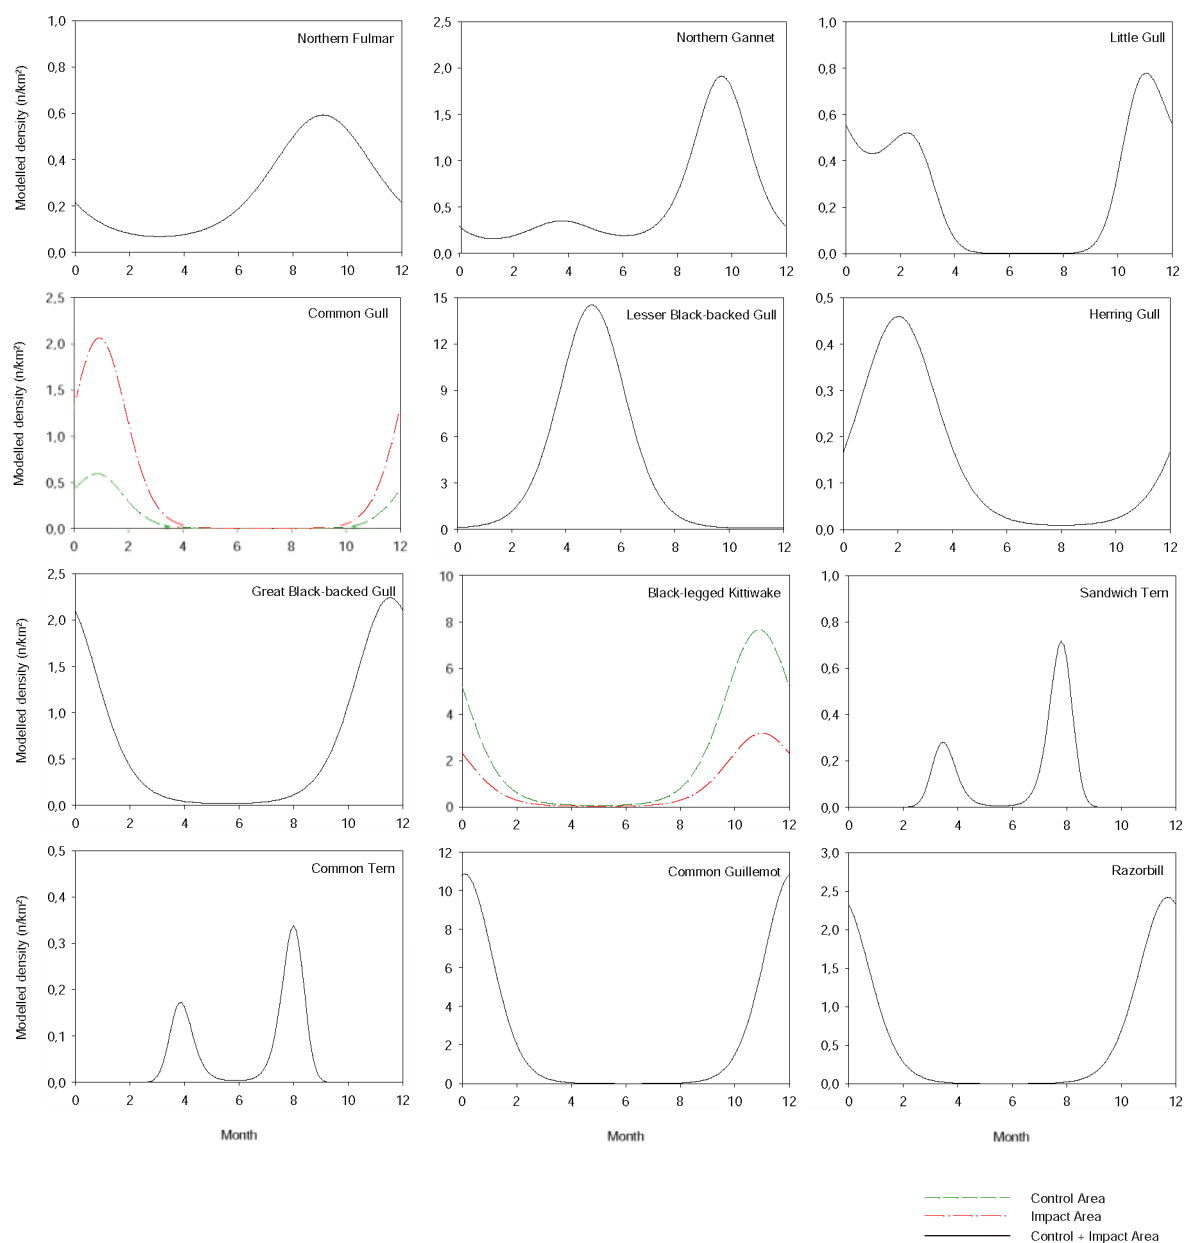 Northern Fulmar
Modelled density (n/km²)
1,0
0,8
0,6
0,4
0,2
0,0
0 2 4 6 8 10 12
Northern Gannet
2,5
2,0
1,5
1,0
0,5
0,0
0 2 4 6 8 10 12
Little Gull
1,0
0,8
0,6
0,4
0,2
0,0
0 2 4 6 8 10 12
Common Gull
Modelled density (n/km²)
2,5
2,0
1,5
1,0
0,5
0,0
0 2 4 6 8 10 12
Lesser Black-backed Gull
15
12
9
6
3
0
0 2 4 6 8 10 12
Herring Gull
0,5
0,4
0,3
0,2
0,1
0,0
0 2 4 6 8 10 12
Great Black-backed Gull
Modelled density (n/km²)
2,5
2,0
1,5
1,0
0,5
0,0
0 2 4 6 8 10 12
Black-legged Kittiwake
10
8
6
4
2
0
0 2 4 6 8 10 12
Sandwich Tern
1,0
0,8
0,6
0,4
0,2
0,0
0 2 4 6 8 10 12
Common Tern
Modelled density (n/km²)
0,5
0,4
0,3
0,2
0,1
0,0
0 2 4 6 8 10 12
Month
Common Guillemot
12
10
8
6
4
2
0
0 2 4 6 8 10 12
Month
Razorbill
3,0
2,5
2,0
1,5
1,0
0,5
0,0
0 2 4 6 8 10 12
Month
Control Area
Impact Area
Control + Impact Area